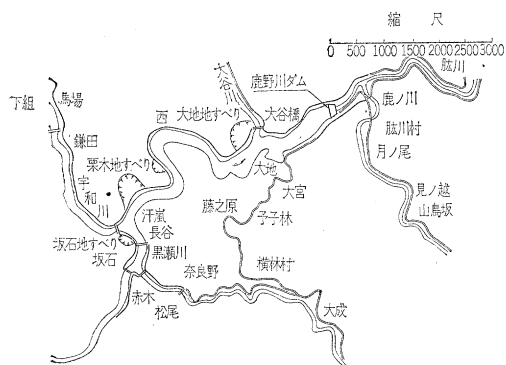 縮尺
0 500 1000 1500 2000 2500 3000
肱川
鹿野川ダム
大谷川
大谷橋
大地地すべり
西
下組
馬場
鎌田
栗木地すべり
宇和川
鹿ノ川
肱川村
月ノ尾
見ノ越
山鳥坂
大地
大宮
藤之原
予子林
汗嵐
長谷
黒瀬川
坂石地すべり
坂石
奈良野
横林村
赤木
松尾
大成